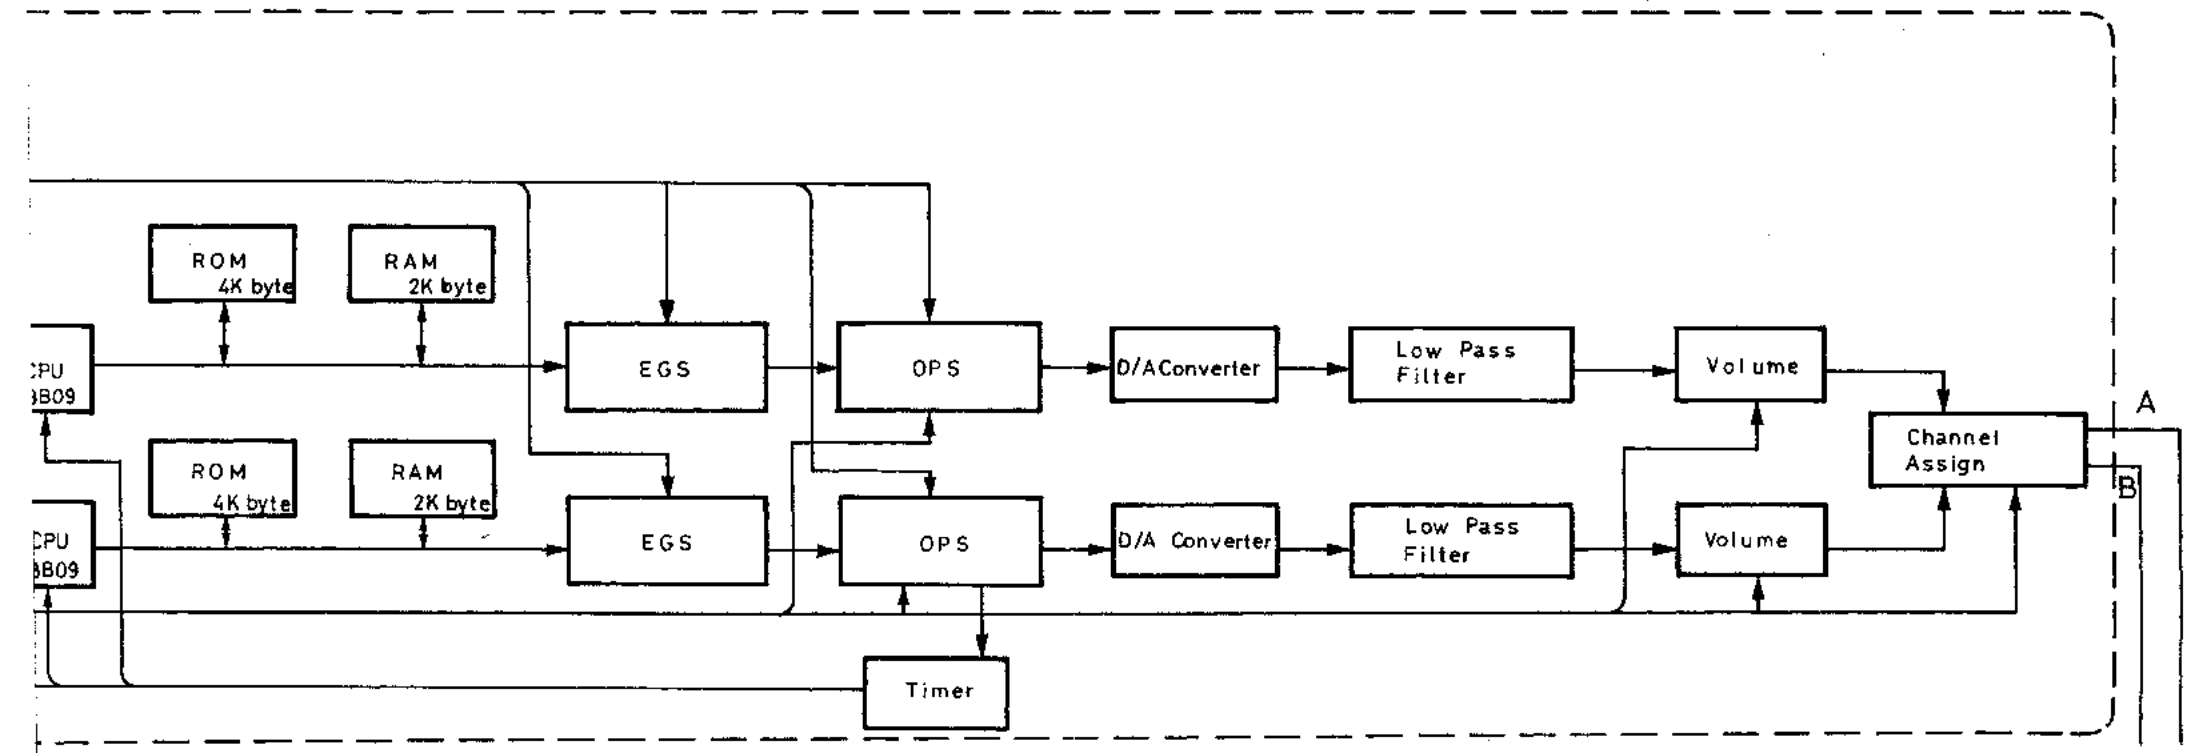 ROM
4K byte
RAM
2K byte
CPU
EGS
OPS
D/A Converter
Low Pass
Filter
Volume
A
Channel
Assign
B
ROM
4K byte
RAM
2K byte
CPU
EGS
OPS
D/A Converter
Low Pass
Filter
Volume
Timer